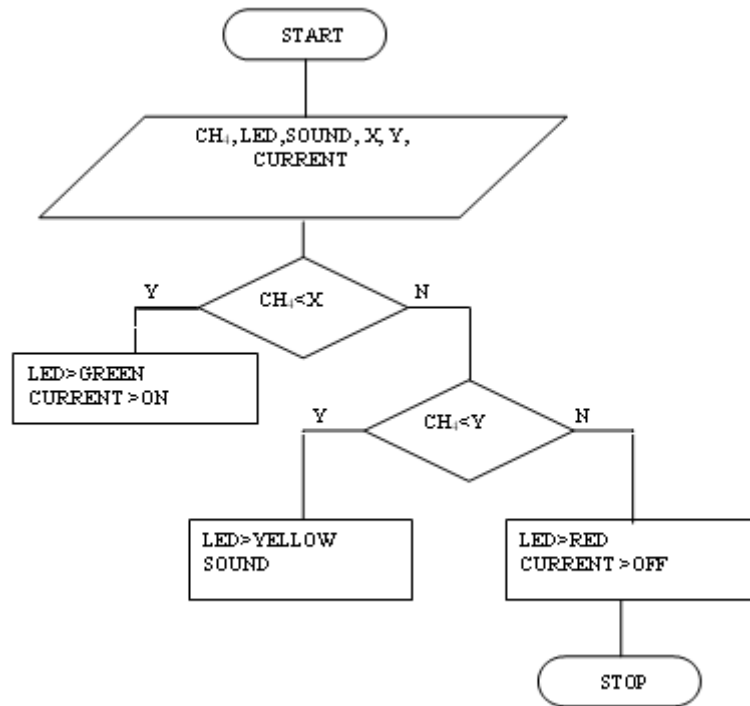 START
CH₄,LED,SOUND, X, Y,
CURRENT
CH₄<X
Y
N
LED>GREEN
CURRENT>ON
CH₄<Y
Y
N
LED>YELLOW
SOUND
LED>RED
CURRENT>OFF
STOP